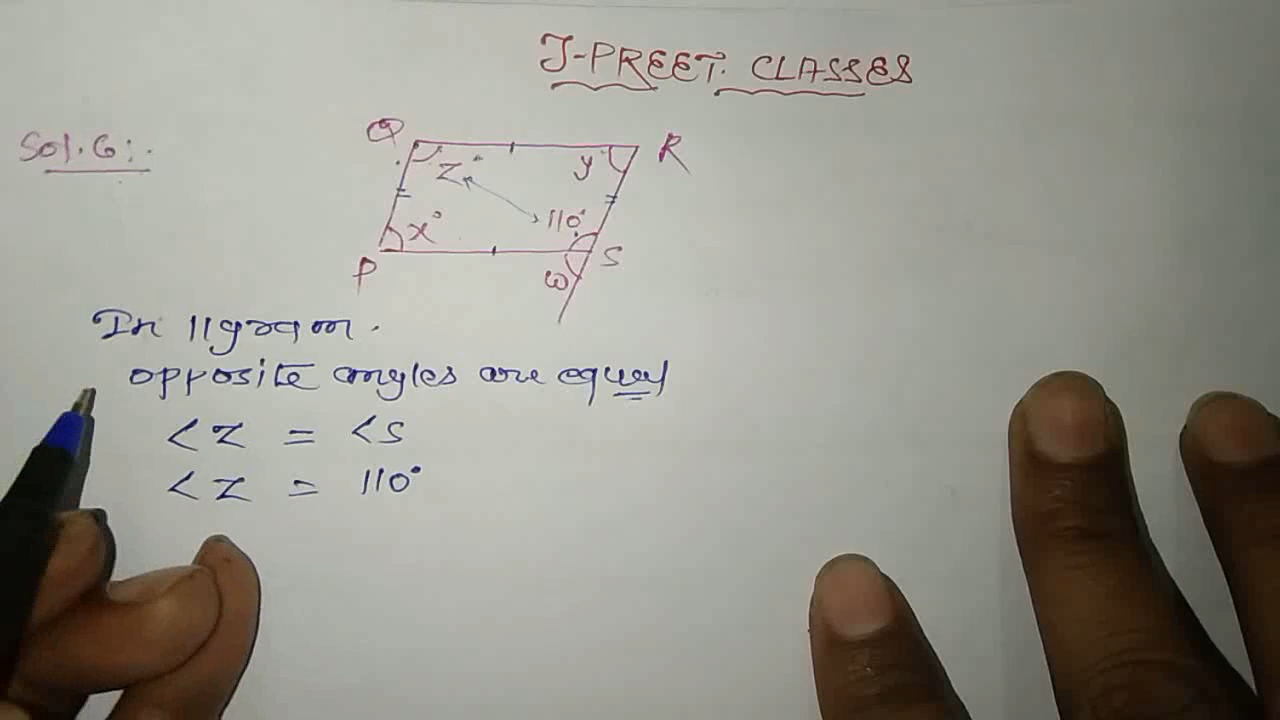 J-PREET CLASSES
Sol.6:.
Q R
Z° y
x° 110°
P S
ω
In ||gram.
opposite angles are equal
<Z = <S
<Z = 110°